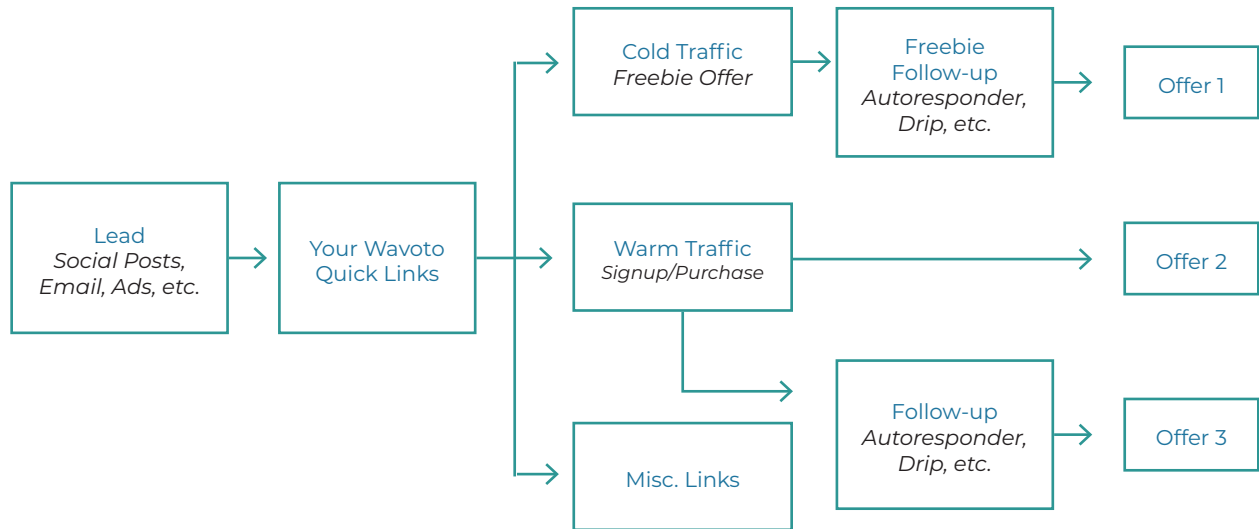 Lead
Social Posts,
Email, Ads, etc.
Your Wavoto
Quick Links
Cold Traffic
Freebie Offer
Freebie
Follow-up
Autoresponder,
Drip, etc.
Offer 1
Warm Traffic
Signup/Purchase
Offer 2
Misc. Links
Follow-up
Autoresponder,
Drip, etc.
Offer 3